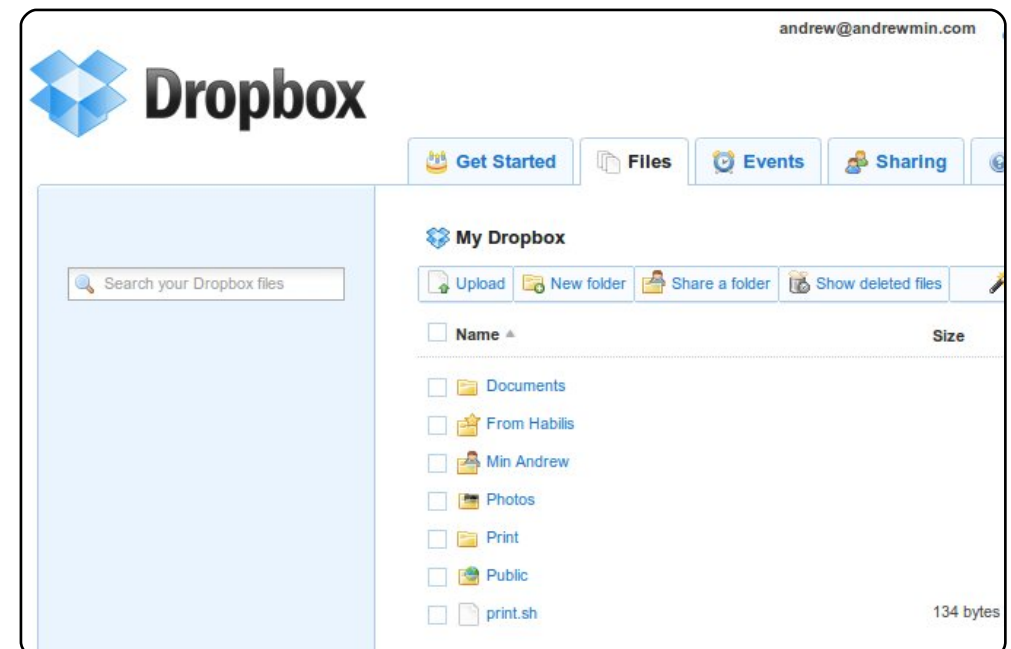 andrew@andrewmin.com
Dropbox
Get Started Files Events Sharing
My Dropbox
Search your Dropbox files
Upload New folder Share a folder Show deleted files
Name Size
Documents
From Habilis
Min Andrew
Photos
Print
Public
print.sh 134 bytes